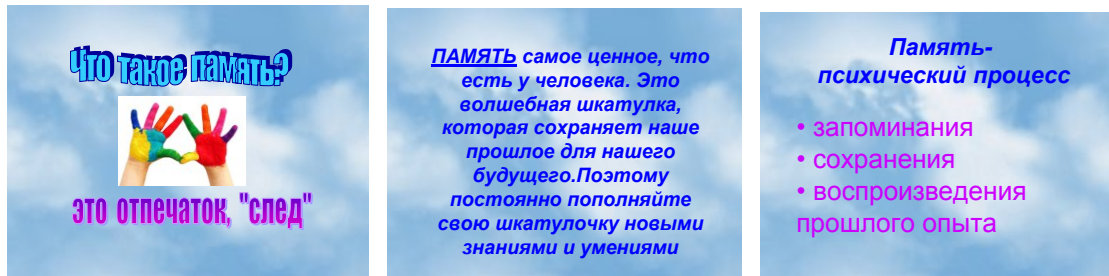 Что такое память?
это отпечаток, "след"
ПАМЯТЬ самое ценное, что
есть у человека. Это
волшебная шкатулка,
которая сохраняет наше
прошлое для нашего
будущего.Поэтому
постоянно пополняйте
свою шкатулочку новыми
знаниями и умениями
Память-
психический процесс
• запоминания
• сохранения
• воспроизведения
прошлого опыта